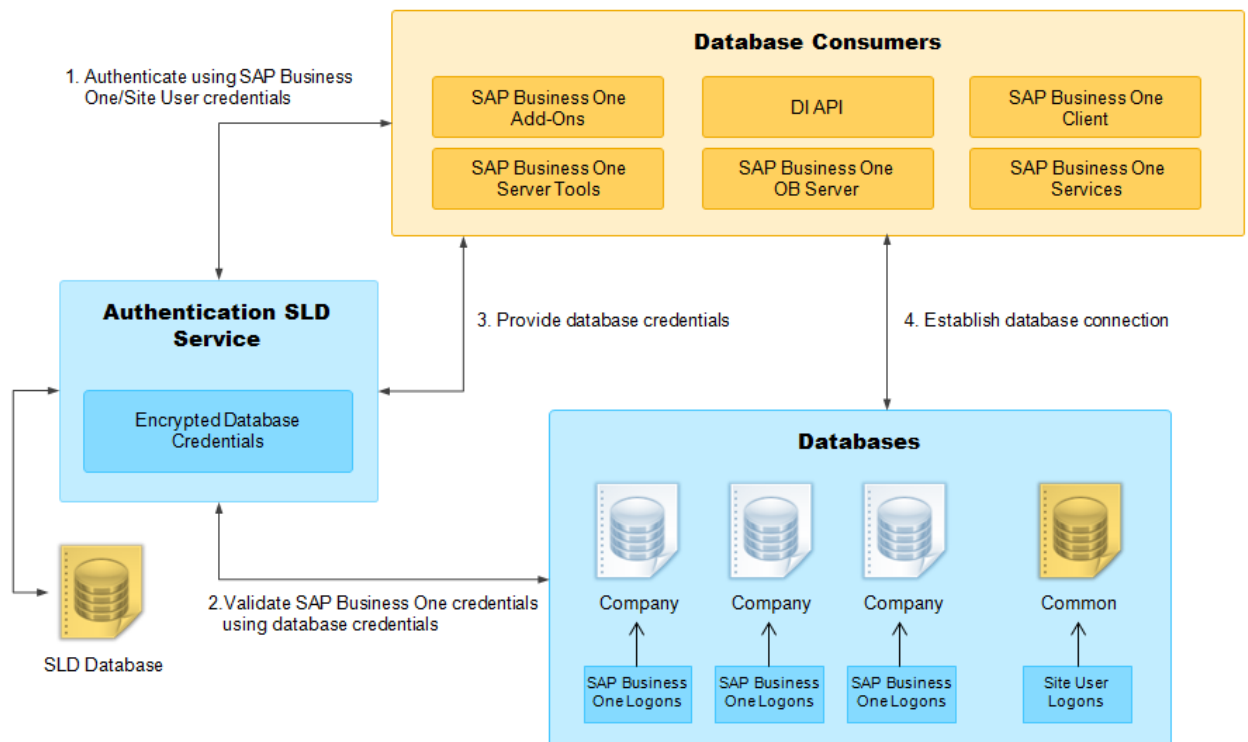 Database Consumers
1. Authenticate using SAP Business
One/Site User credentials
SAP Business One
Add-Ons
DI API
SAP Business One
Client
SAP Business One
Server Tools
SAP Business One
OB Server
SAP Business One
Services
Authentication SLD
Service
3. Provide database credentials
4. Establish database connection
Encrypted Database
Credentials
Databases
2.Validate SAP Business One credentials
using database credentials
Company
Company
Company
Common
SLD Database
SAP Business
One Logons
SAP Business
One Logons
SAP Business
One Logons
Site User
Logons